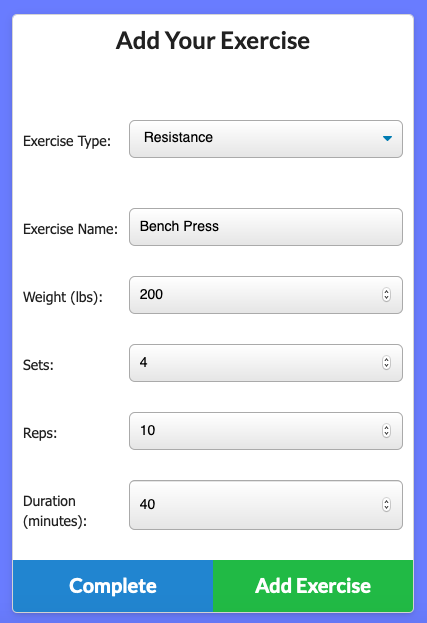 Add Your Exercise
Exercise Type: Resistance
Exercise Name: Bench Press
Weight (lbs): 200
Sets: 4
Reps: 10
Duration
(minutes): 40
Complete Add Exercise